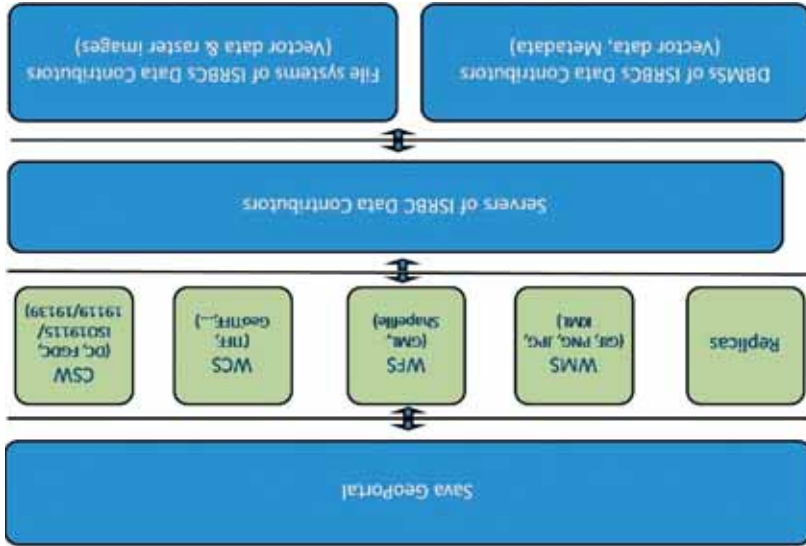 Sava GeoPortal
Replicas
WMS
(Gif, PNG, JPG,
KML)
WFS
(GML,
Shapefile)
WCS
(TIFF,
GeoTIFF,...)
CSW
(DC, FGDC,
ISO19115/
19119/19139)
Servers of ISRBC Data Contributors
DBMSs of ISRBCs Data Contributors
(Vector data, Metadata)
File systems of ISRBCs Data Contributors
(Vector data & raster images)